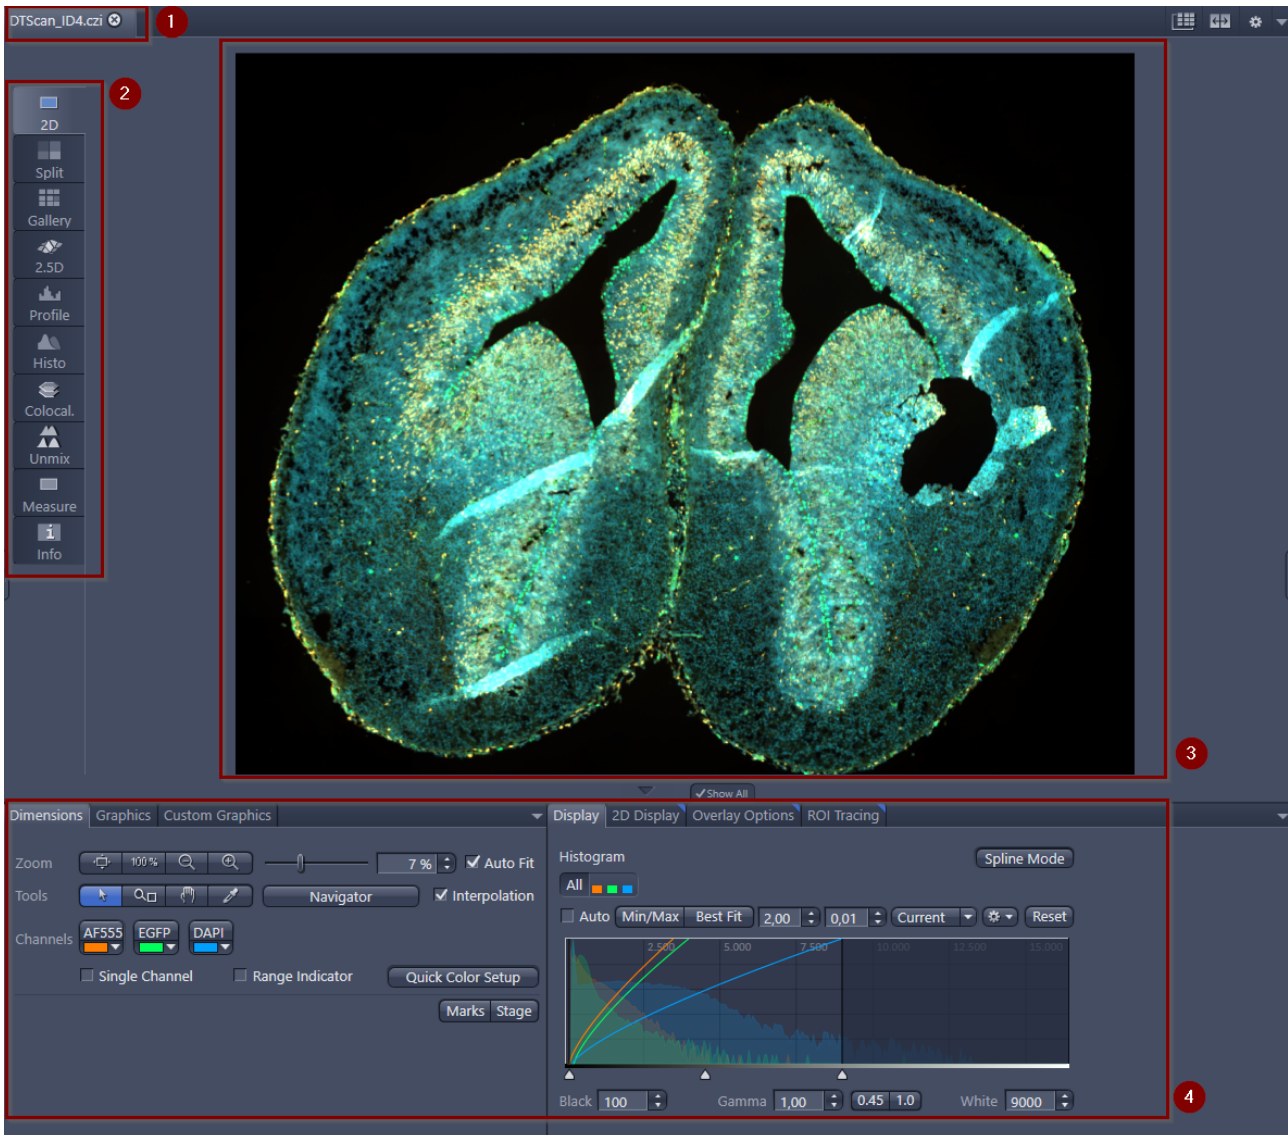 DTScan_ID4.czi
1
2
2D
Split
Gallery
2.5D
Profile
Histo
Colocal.
Unmix
Measure
i
Info
3
Show All
Dimensions Graphics Custom Graphics
Zoom 100 % 7 % Auto Fit
Tools Navigator Interpolation
Channels AF555 EGFP DAPI
Single Channel Range Indicator Quick Color Setup
Marks Stage
Display 2D Display Overlay Options ROI Tracing
Histogram Spline Mode
All
Auto Min/Max Best Fit 2,00 0,01 Current Reset
2.500 5.000 7.500 10.000 12.500 15.000
Black 100 Gamma 1,00 0.45 1.0 White 9000
4